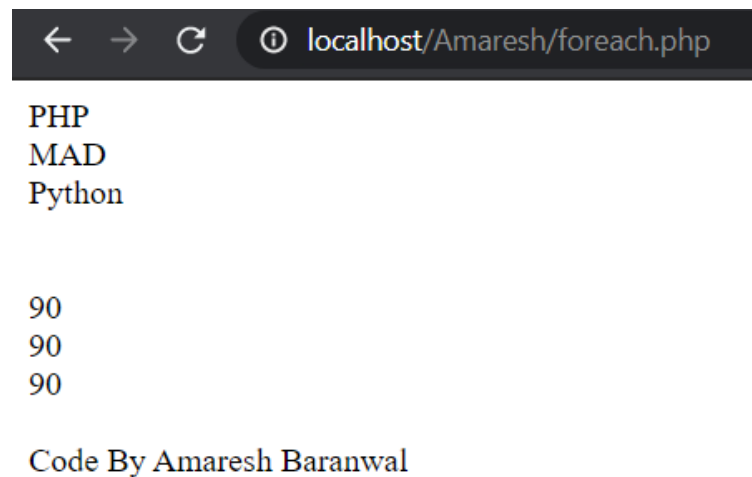 localhost/Amaresh/foreach.php
PHP
MAD
Python
90
90
90
Code By Amaresh Baranwal